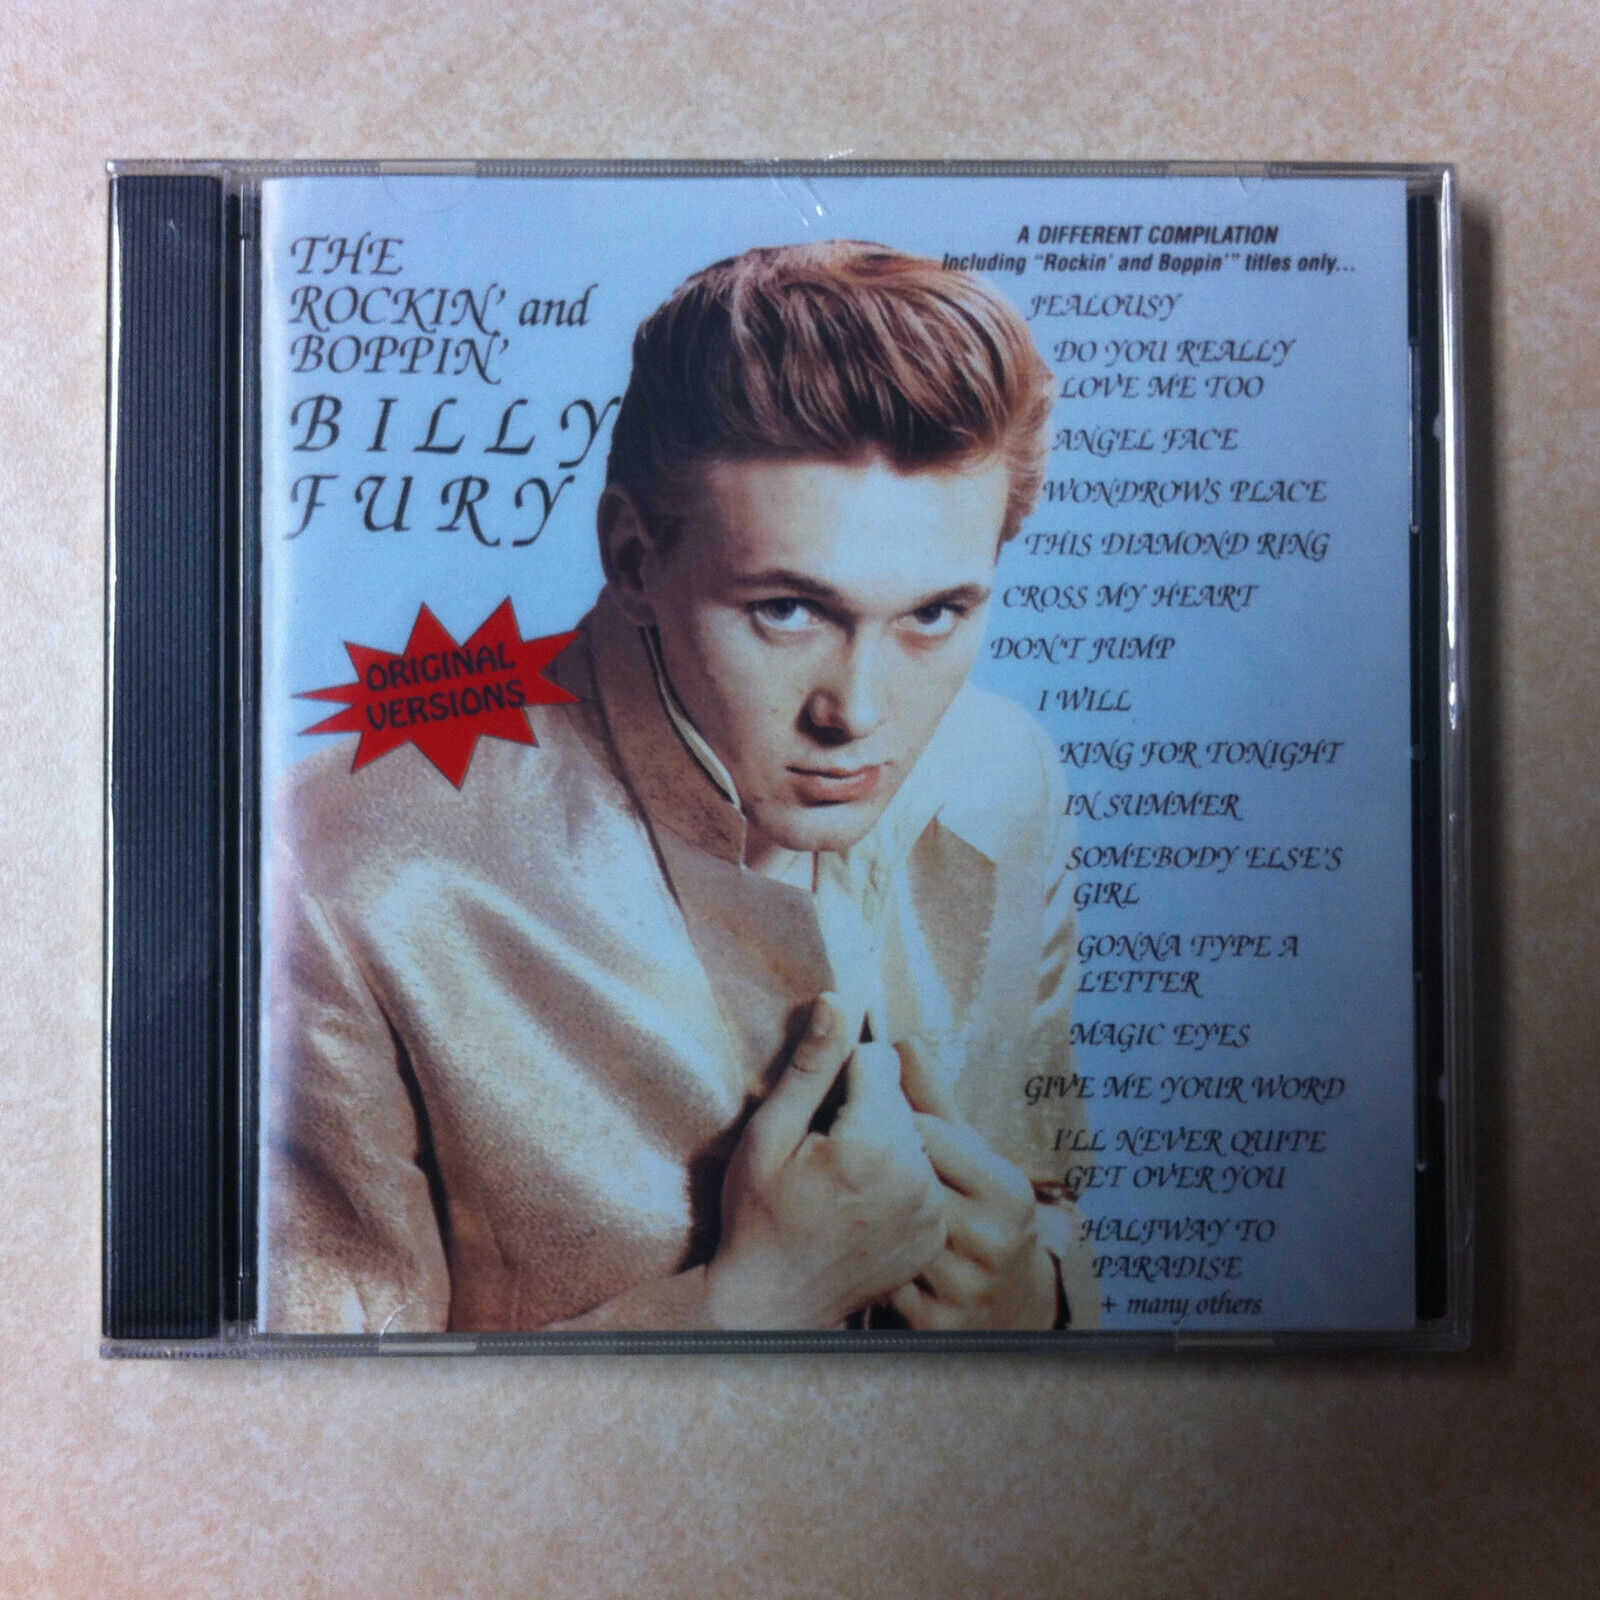 THE
ROCKIN' and
BOPPIN'
BILLY
FURY
ORIGINAL
VERSIONS
A DIFFERENT COMPILATION
Including "Rockin' and Boppin'" titles only...
JEALOUSY
DO YOU REALLY
LOVE ME TOO
ANGEL FACE
WONDROWS PLACE
THIS DIAMOND RING
CROSS MY HEART
DON'T JUMP
I WILL
KING FOR TONIGHT
IN SUMMER
SOMEBODY ELSE'S
GIRL
GONNA TYPE A
LETTER
MAGIC EYES
GIVE ME YOUR WORD
I'LL NEVER QUITE
GET OVER YOU
HALFWAY TO
PARADISE
+ many others